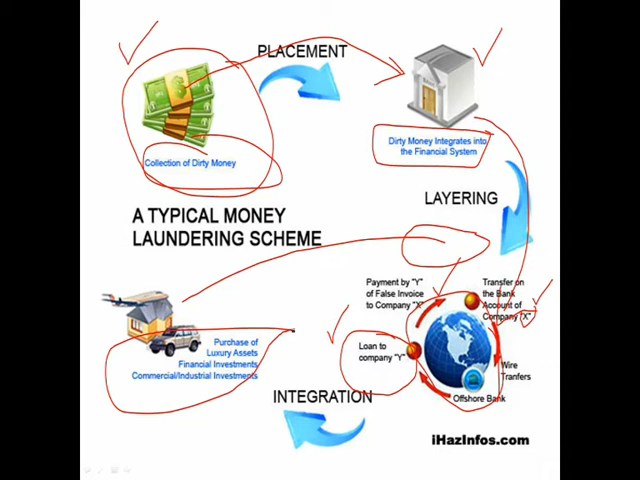 PLACEMENT
Collection of Dirty Money
Dirty Money Integrates into
the Financial System
LAYERING
A TYPICAL MONEY
LAUNDERING SCHEME
Payment by "Y"
of False Invoice
to Company "X"
Transfer on
the Bank
Account of
Company "X"
Loan to
company "Y"
Wire
Tranfers
Offshore Bank
Purchase of
Luxury Assets
Financial Investments
Commercial/Industrial Investments
INTEGRATION
iHazInfos.com